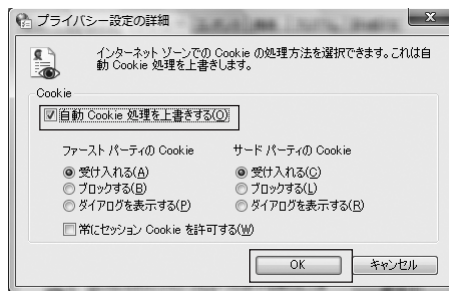 プライバシー設定の詳細
インターネット ゾーンでの Cookie の処理方法を選択できます。これは自
動 Cookie 処理を上書きします。
Cookie
自動 Cookie 処理を上書きする(O)
ファースト パーティの Cookie
サード パーティの Cookie
受け入れる(A)
受け入れる(C)
ブロックする(B)
ブロックする(L)
ダイアログを表示する(P)
ダイアログを表示する(R)
常にセッション Cookie を許可する(W)
OK
キャンセル